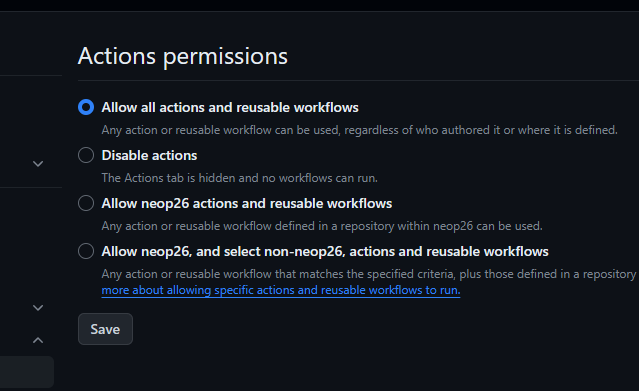 Actions permissions
Allow all actions and reusable workflows
Any action or reusable workflow can be used, regardless of who authored it or where it is defined.
Disable actions
The Actions tab is hidden and no workflows can run.
Allow neop26 actions and reusable workflows
Any action or reusable workflow defined in a repository within neop26 can be used.
Allow neop26, and select non-neop26, actions and reusable workflows
Any action or reusable workflow that matches the specified criteria, plus those defined in a repository
more about allowing specific actions and reusable workflows to run.
Save